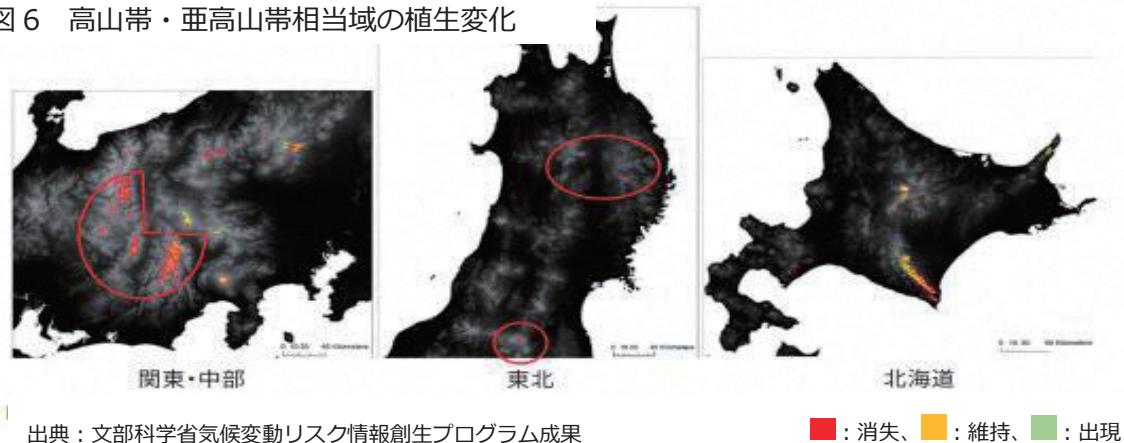 図６　高山帯・亜高山帯相当域の植生変化
関東・中部
東北
北海道
出典：文部科学省気候変動リスク情報創生プログラム成果
：消失、：維持、：出現